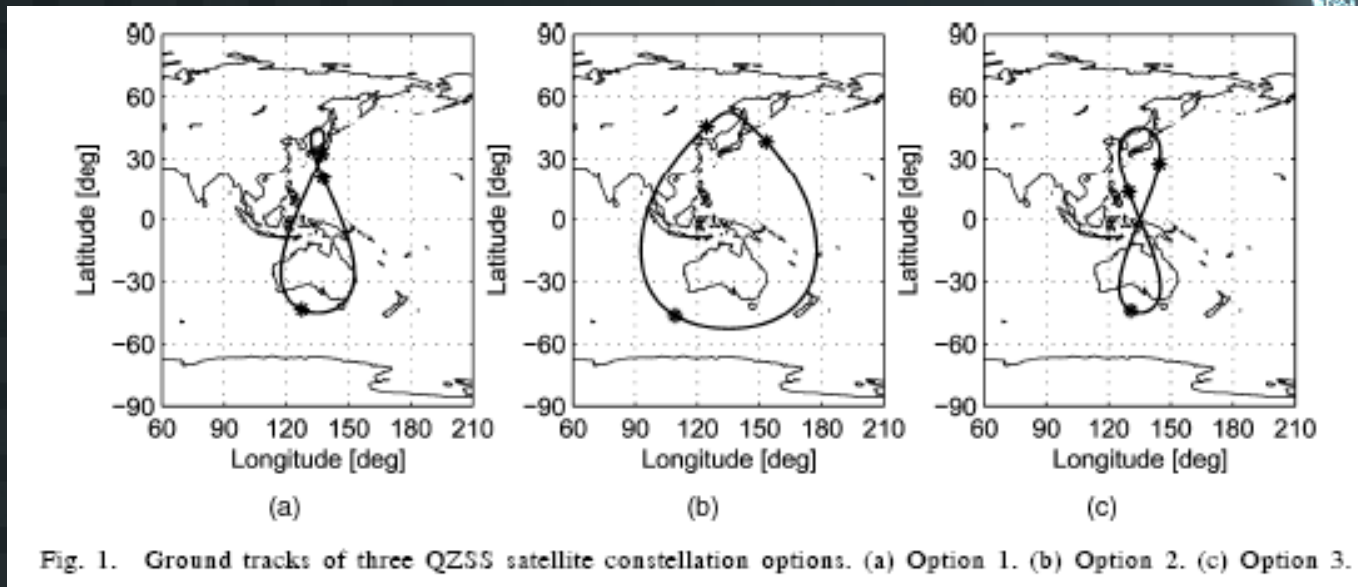 90
60
30
0
−30
−60
−90
Latitude [deg]
60 90 120 150 180 210
Longitude [deg]
(a)
90
60
30
0
−30
−60
−90
Latitude [deg]
60 90 120 150 180 210
Longitude [deg]
(b)
90
60
30
0
−30
−60
−90
Latitude [deg]
60 90 120 150 180 210
Longitude [deg]
(c)
Fig. 1. Ground tracks of three QZSS satellite constellation options. (a) Option 1. (b) Option 2. (c) Option 3.